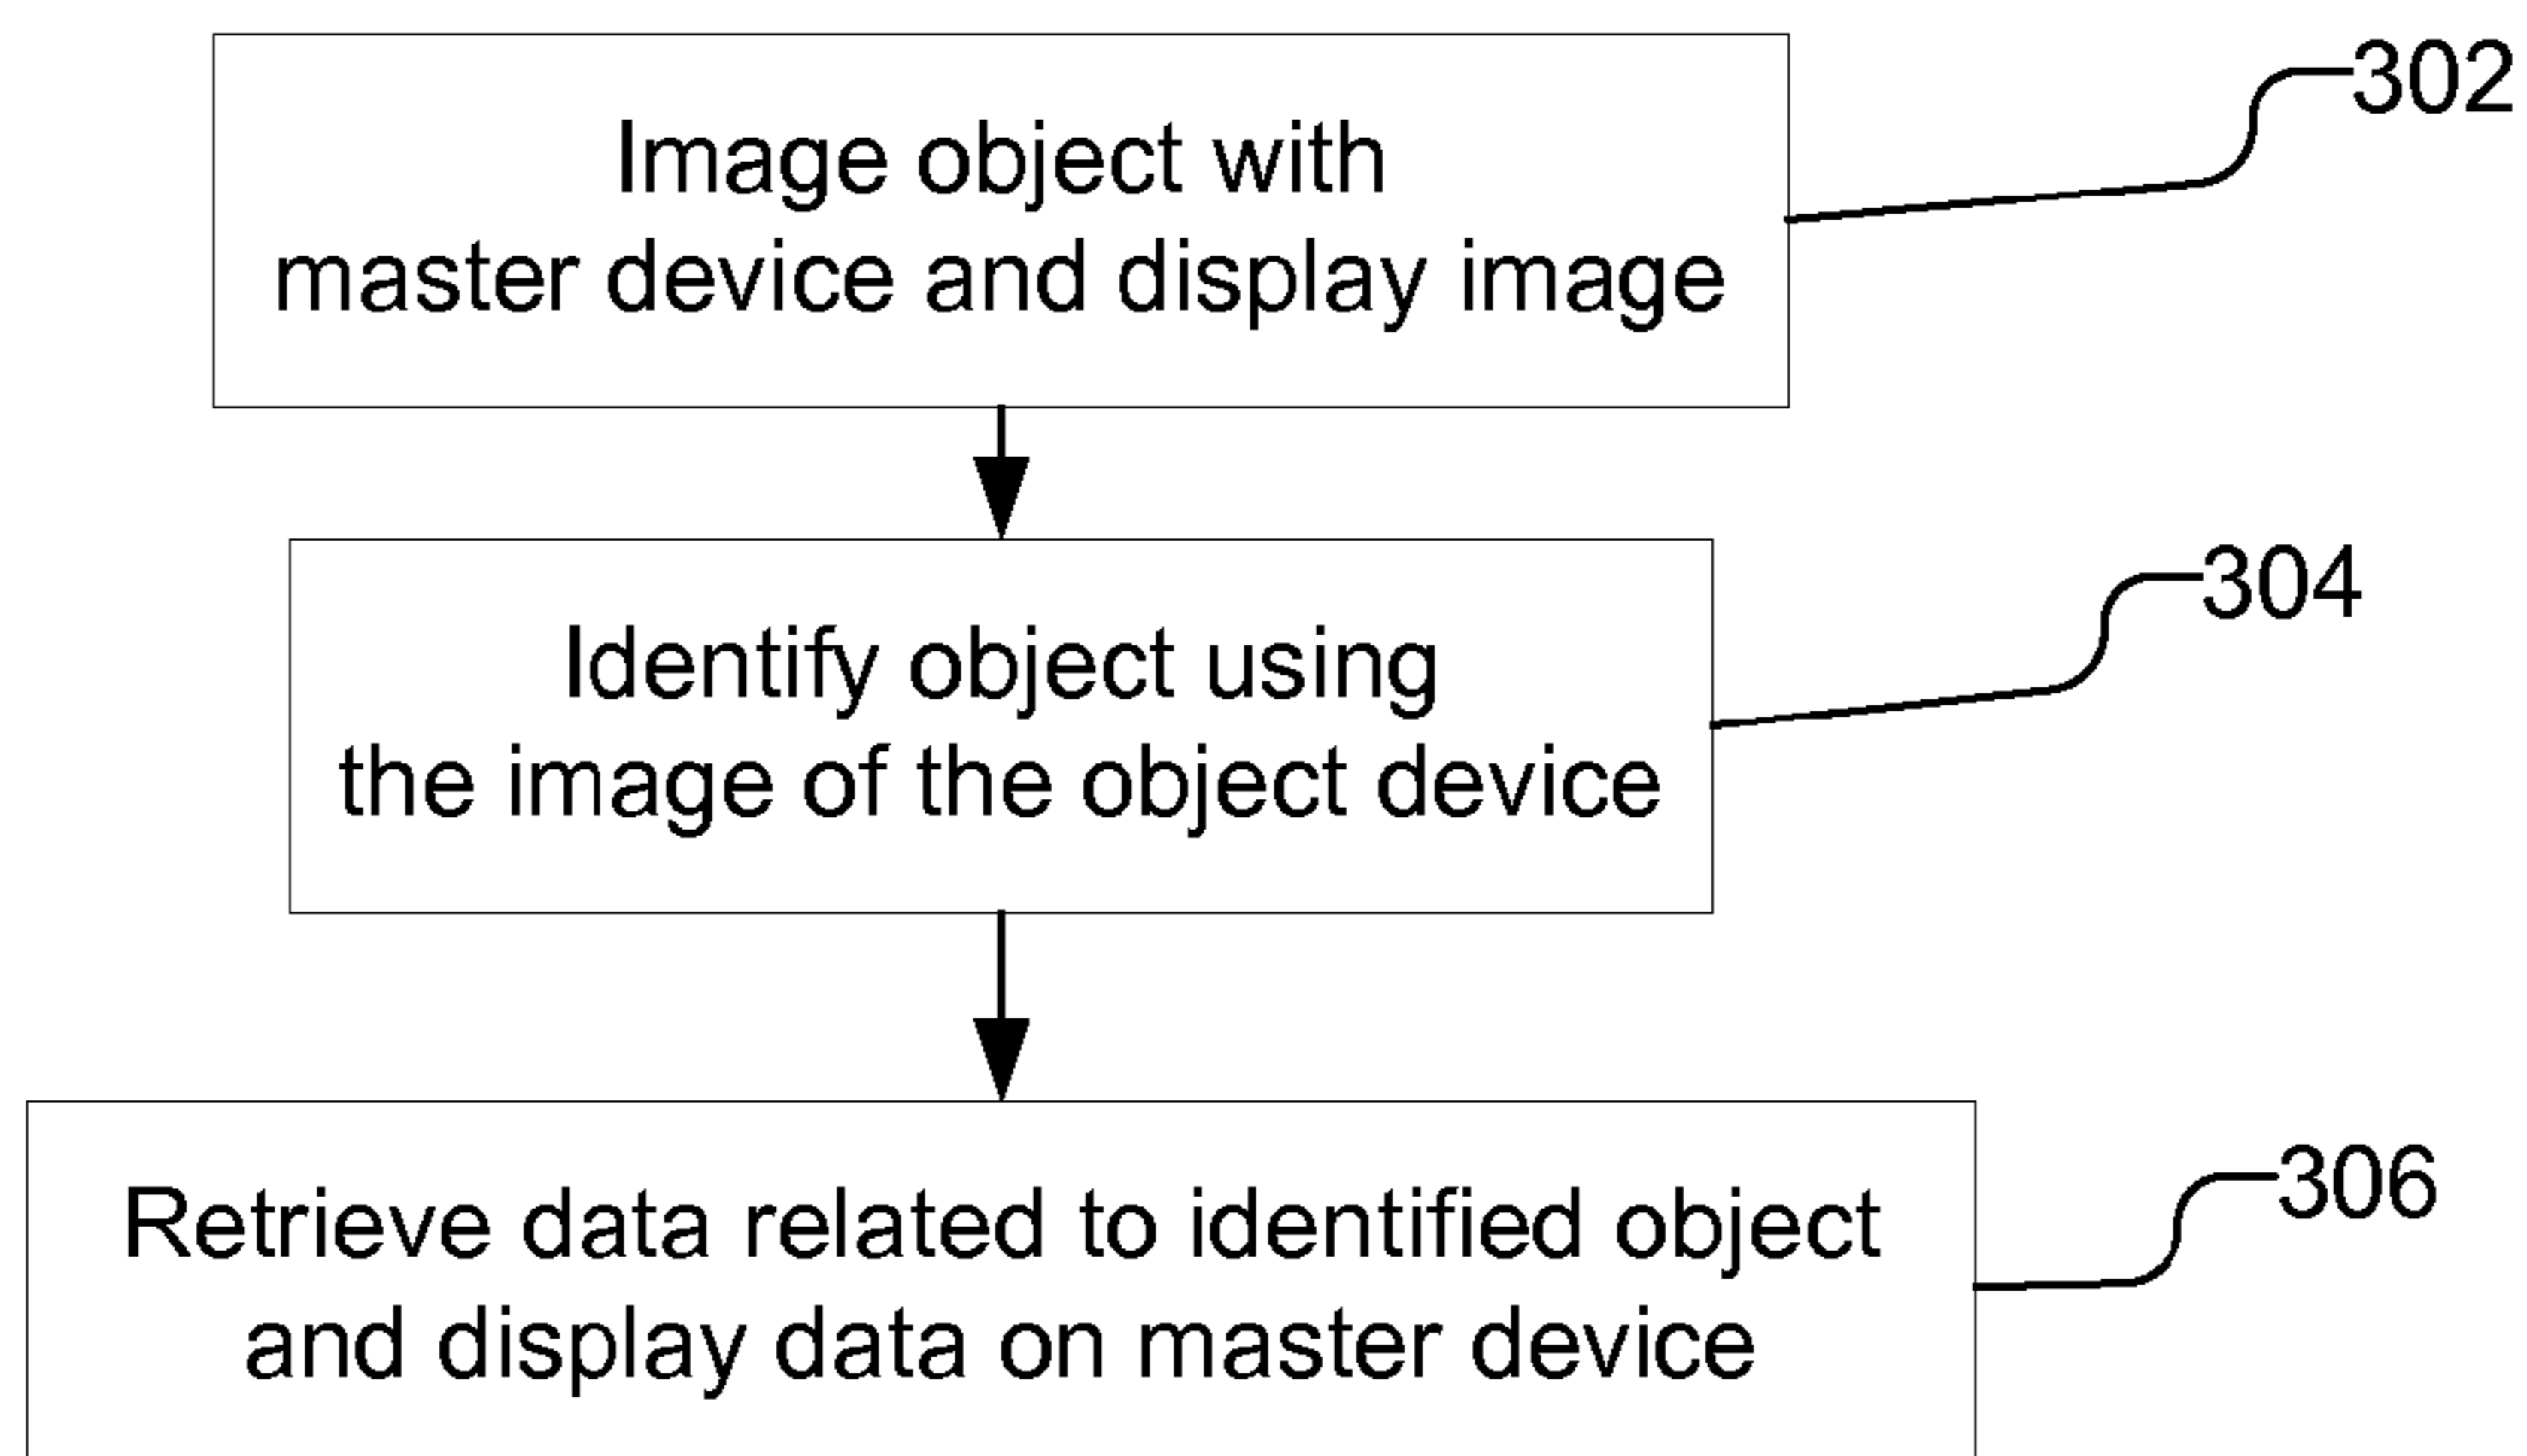 302
Image object with
master device and display image
304
Identify object using
the image of the object device
306
Retrieve data related to identified object
and display data on master device